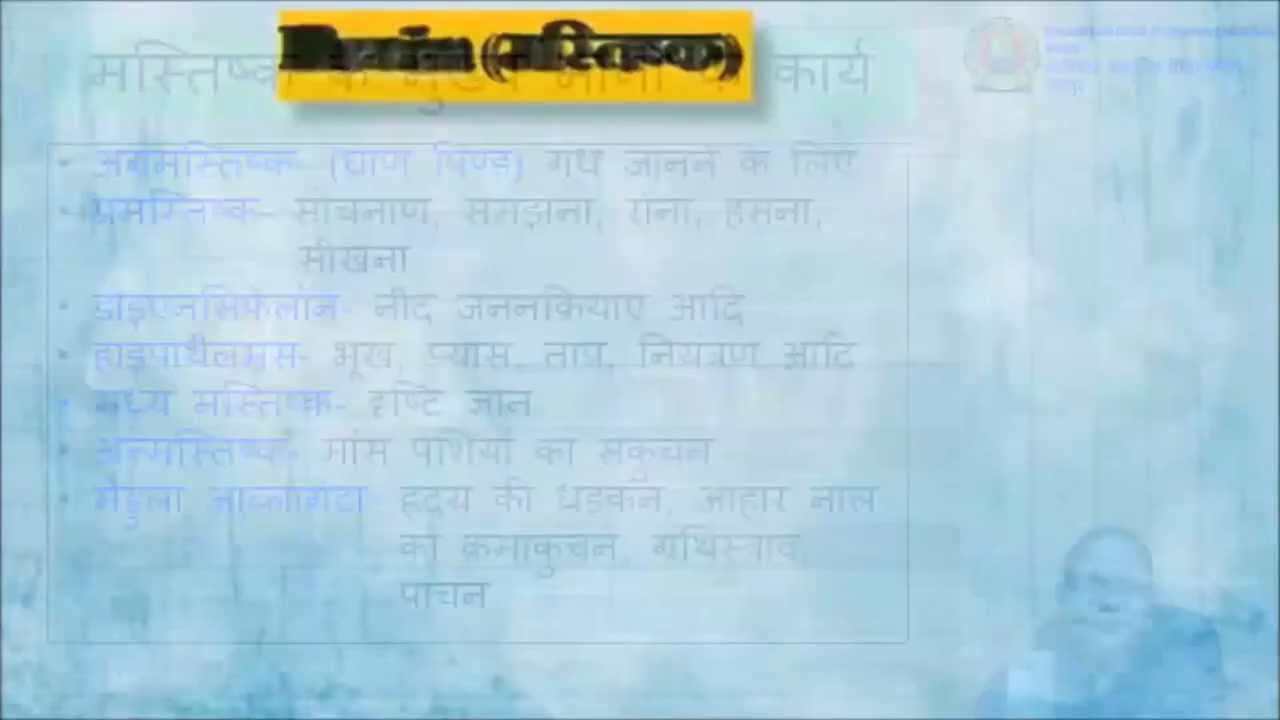 Brain (मस्तिष्क)
मस्तिष्क के मुख्य भागों के कार्य
• अग्रमस्तिष्क- (घ्राण पिण्ड) गंध जानने के लिए
• प्रमस्तिष्क- सोचनाण, समझना, रोना, हंसना,
सीखना
• डाइएनसिफेलॉन- नींद जननक्रियाएं आदि
• हाइपोथैलमस- भूख, प्यास, ताप, नियंत्रण आदि
• मध्य मस्तिष्क- दृष्टि ज्ञान
• अनुमस्तिष्क- मांस पेशियों का संकुचन
• मेडुला आब्लांगेटा- ह्रदय की धड़कन, आहार नाल
का क्रमाकुंचन, ग्रंथिस्त्राव,
पाचन